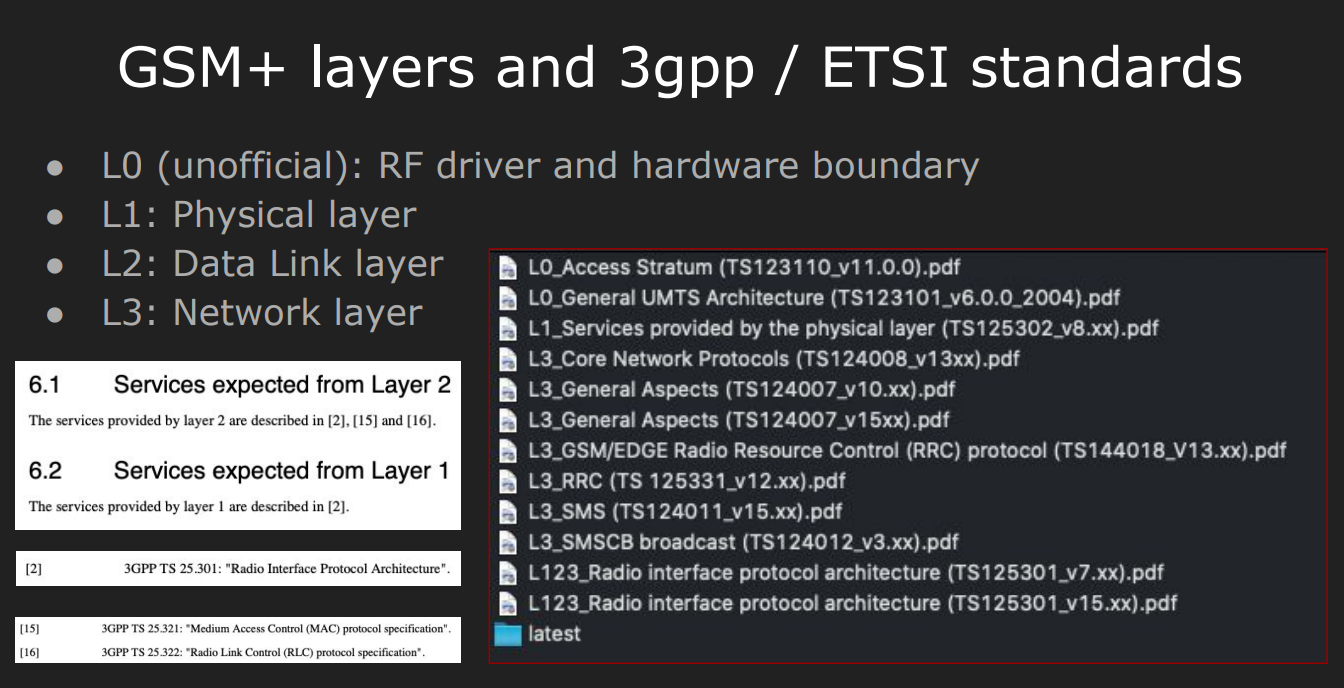 GSM+ layers and 3gpp / ETSI standards
● L0 (unofficial): RF driver and hardware boundary
● L1: Physical layer
● L2: Data Link layer
● L3: Network layer
6.1 Services expected from Layer 2
The services provided by layer 2 are described in [2], [15] and [16].
6.2 Services expected from Layer 1
The services provided by layer 1 are described in [2].
[2] 3GPP TS 25.301: "Radio Interface Protocol Architecture".
[15] 3GPP TS 25.321: "Medium Access Control (MAC) protocol specification".
[16] 3GPP TS 25.322: "Radio Link Control (RLC) protocol specification".
L0_Access Stratum (TS123110_v11.0.0).pdf
L0_General UMTS Architecture (TS123101_v6.0.0_2004).pdf
L1_Services provided by the physical layer (TS125302_v8.xx).pdf
L3_Core Network Protocols (TS124008_v13xx).pdf
L3_General Aspects (TS124007_v10.xx).pdf
L3_General Aspects (TS124007_v15xx).pdf
L3_GSM/EDGE Radio Resource Control (RRC) protocol (TS144018_V13.xx).pdf
L3_RRC (TS 125331_v12.xx).pdf
L3_SMS (TS124011_v15.xx).pdf
L3_SMSCB broadcast (TS124012_v3.xx).pdf
L123_Radio interface protocol architecture (TS125301_v7.xx).pdf
L123_Radio interface protocol architecture (TS125301_v15.xx).pdf
latest